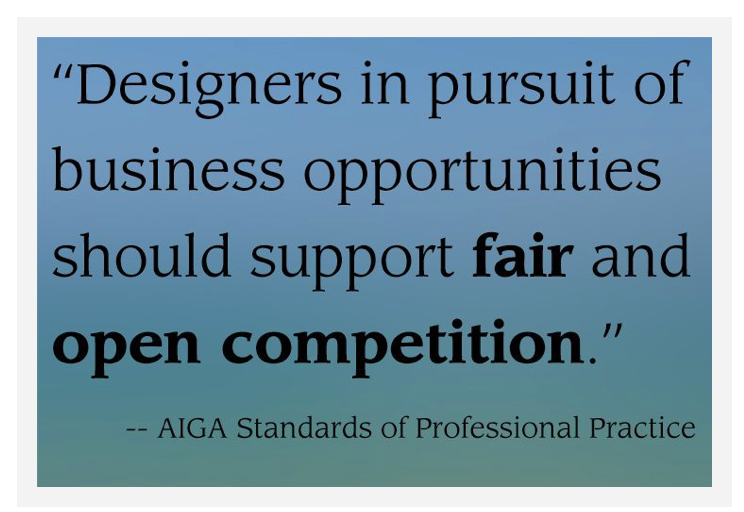 “Designers in pursuit of
business opportunities
should support fair and
open competition.”
-- AIGA Standards of Professional Practice